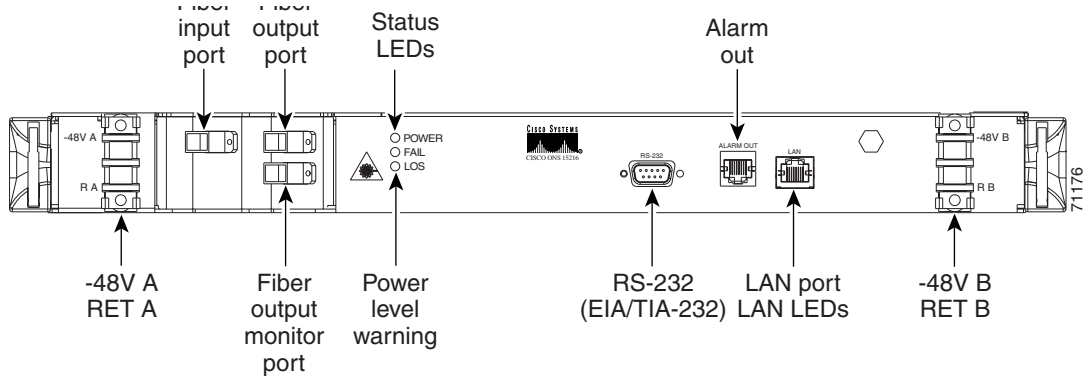 Fiber
input
port
Fiber
output
port
Status
LEDs
Alarm
out
-48V A
R A
POWER
FAIL
LOS
CISCO SYSTEMS
CISCO ONS 15216
RS-232
ALARM OUT
LAN
-48V B
R B
71176
-48V A
RET A
Fiber
output
monitor
port
Power
level
warning
RS-232
(EIA/TIA-232)
LAN port
LAN LEDs
-48V B
RET B